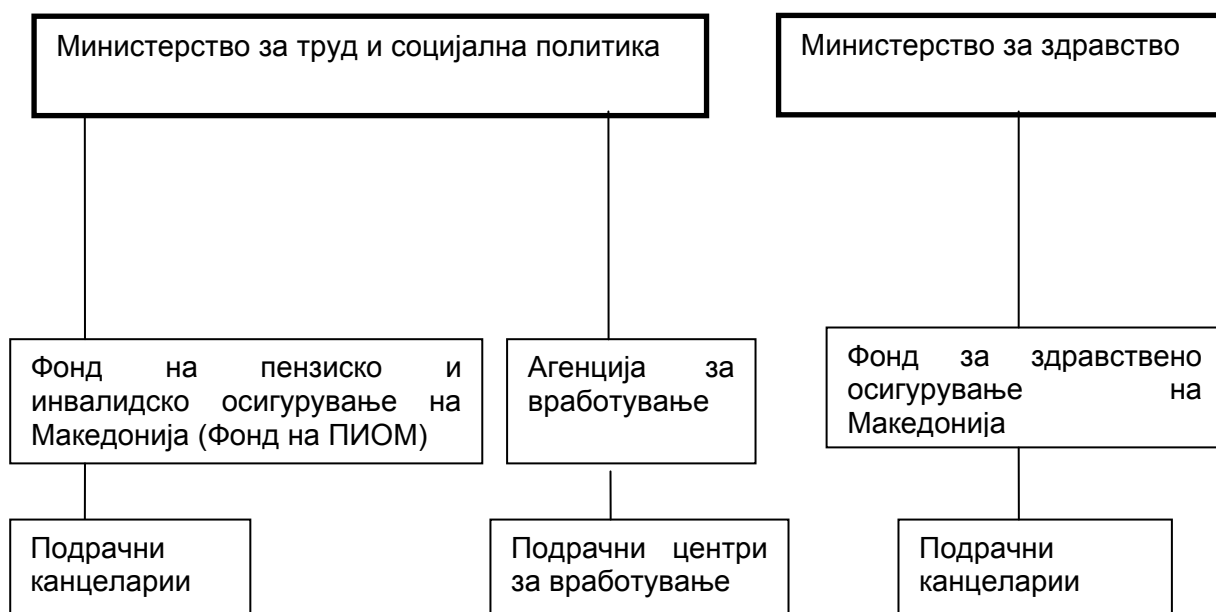 Министерство за труд и социјална политика
Министерство за здравство
Фонд на пензиско и
инвалидско осигурување на
Македонија (Фонд на ПИОМ)
Агенција за
вработување
Фонд за здравствено
осигурување на
Македонија
Подрачни
канцеларии
Подрачни центри
за вработување
Подрачни
канцеларии